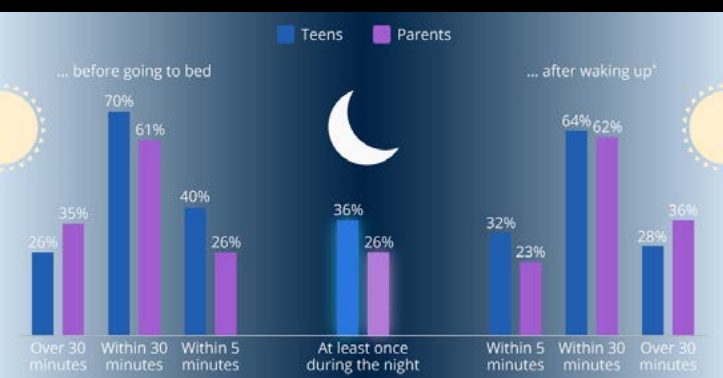 Teens Parents
... before going to bed
... after waking up*
70%
61%
40%
35%
26%
26%
36%
26%
64%
62%
32%
23%
28%
36%
Over 30 minutes
Within 30 minutes
Within 5 minutes
At least once during the night
Within 5 minutes
Within 30 minutes
Over 30 minutes